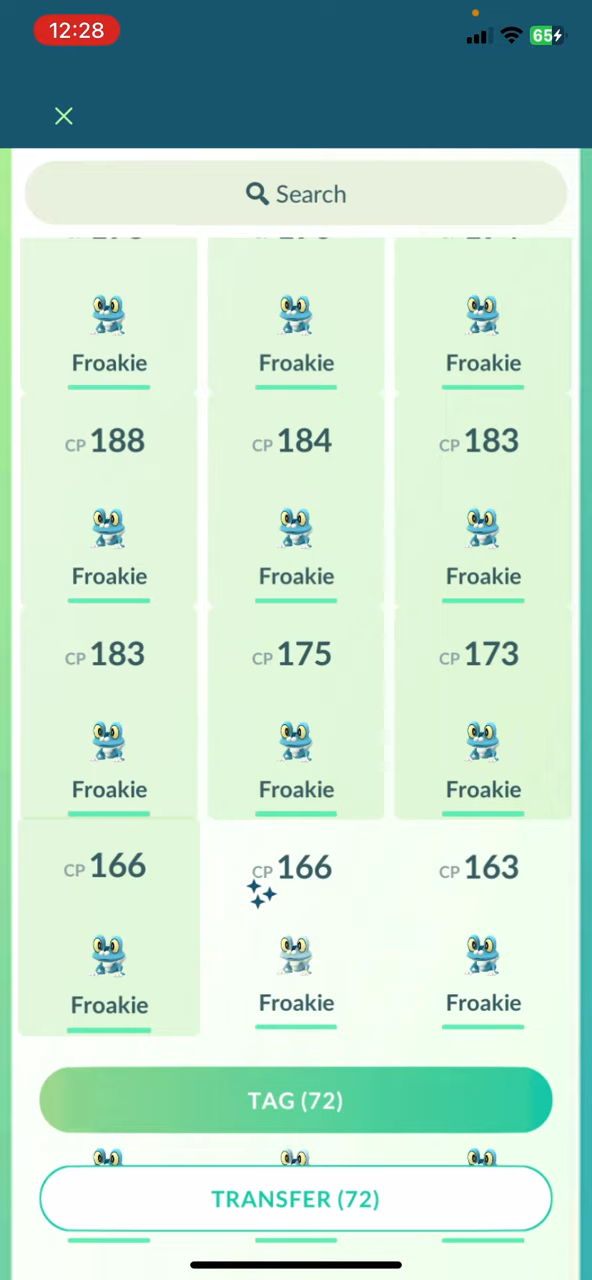 12:28
65
Search
Froakie Froakie Froakie
CP 188 CP 184 CP 183
Froakie Froakie Froakie
CP 183 CP 175 CP 173
Froakie Froakie Froakie
CP 166 CP 166 CP 163
Froakie Froakie Froakie
TAG (72)
TRANSFER (72)